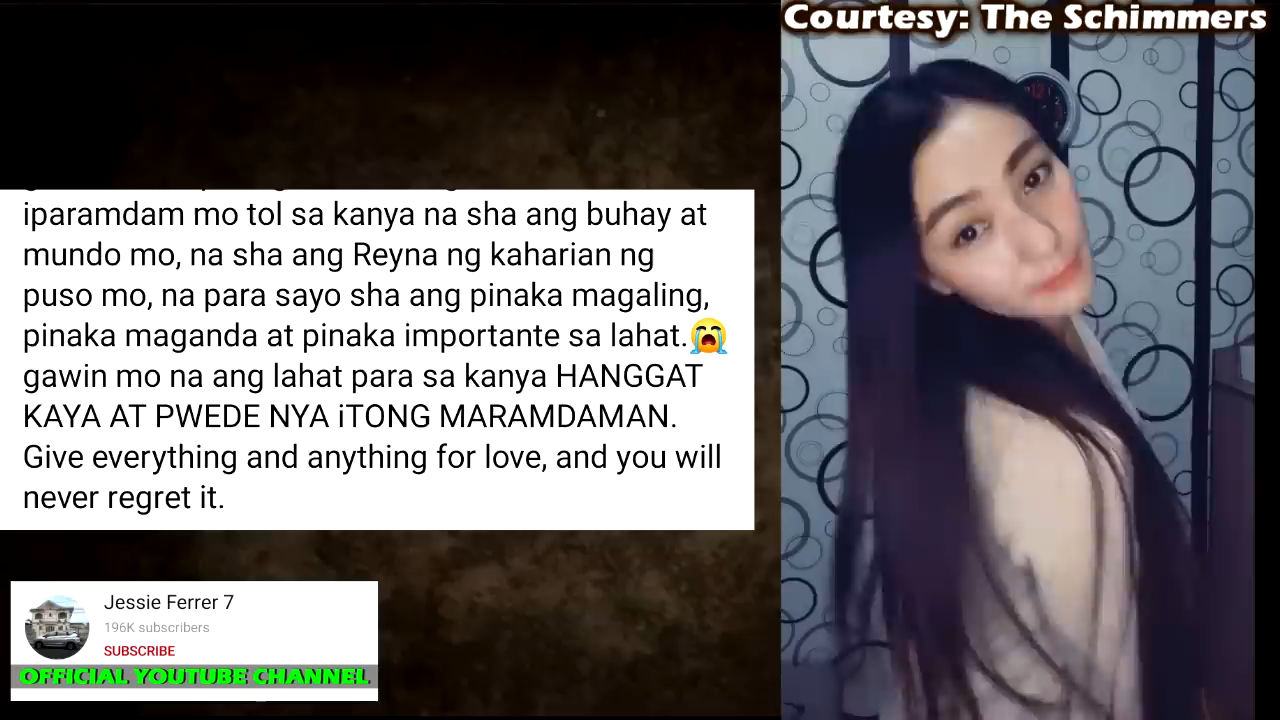 Courtesy: The Schimmers
iparamdam mo tol sa kanya na sha ang buhay at
mundo mo, na sha ang Reyna ng kaharian ng
puso mo, na para sayo sha ang pinaka magaling,
pinaka maganda at pinaka importante sa lahat.😭
gawin mo na ang lahat para sa kanya HANGGAT
KAYA AT PWEDE NYA iTONG MARAMDAMAN.
Give everything and anything for love, and you will
never regret it.
Jessie Ferrer 7
196K subscribers
SUBSCRIBE
OFFICIAL YOUTUBE CHANNEL